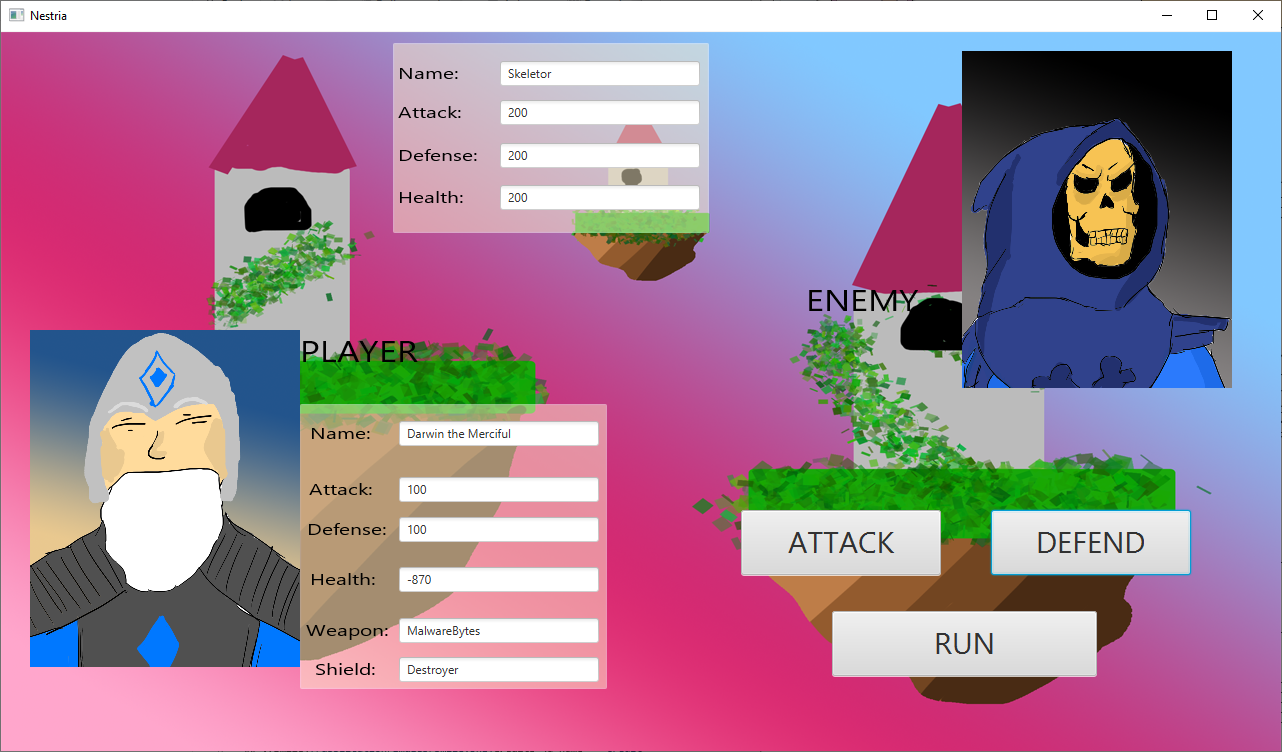 Nestria
Name: Skeletor
Attack: 200
Defense: 200
Health: 200
ENEMY
PLAYER
Name: Darwin the Merciful
Attack: 100
Defense: 100
Health: -870
Weapon: MalwareBytes
Shield: Destroyer
ATTACK DEFEND
RUN